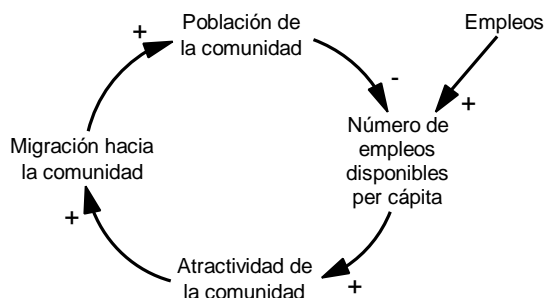 Población de
la comunidad
Empleos
+
-
+
Número de
empleos
disponibles
per cápita
Migración hacia
la comunidad
+
Atractividad de
la comunidad
+